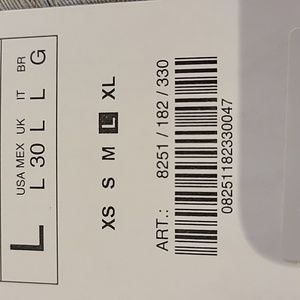 L
USA MEX UK IT BR
L 30 L L G
XS S M L XL
ART.: 8251 / 182 / 330
08251182330047